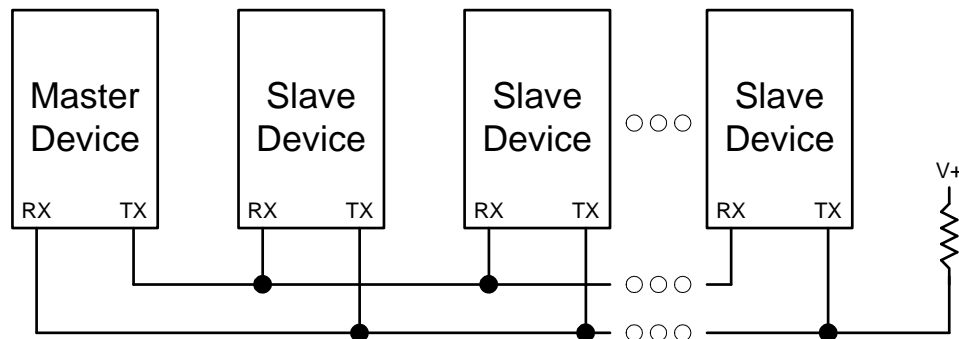 Master
Device
Slave
Device
Slave
Device
Slave
Device
RX TX
RX TX
RX TX
RX TX
V+